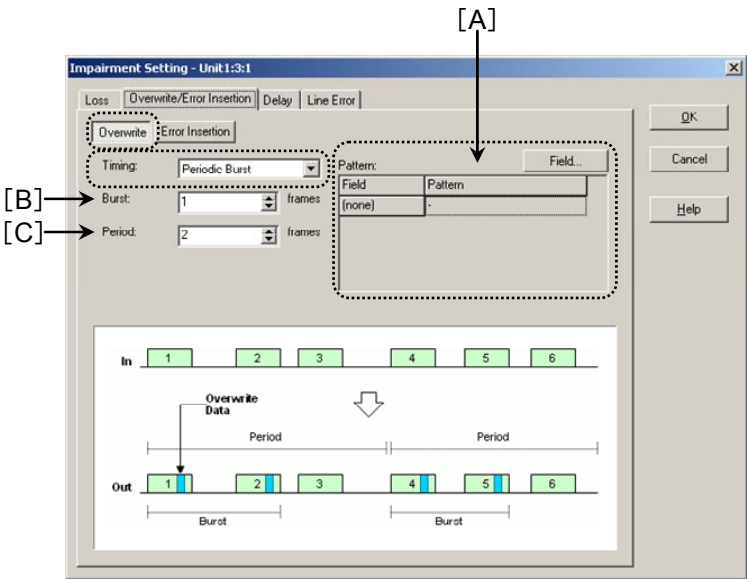 [A]
Impairment Setting - Unit1:3:1
Loss Overwrite/Error Insertion Delay Line Error
OK
Overwrite Error Insertion
Timing: Periodic Burst
Pattern: Field...
Cancel
Field Pattern
[B] Burst: 1 frames
(none) -
Help
[C] Period: 2 frames
In 1 2 3 4 5 6
Overwrite
Data
Period Period
Out 1 2 3 4 5 6
Burst Burst